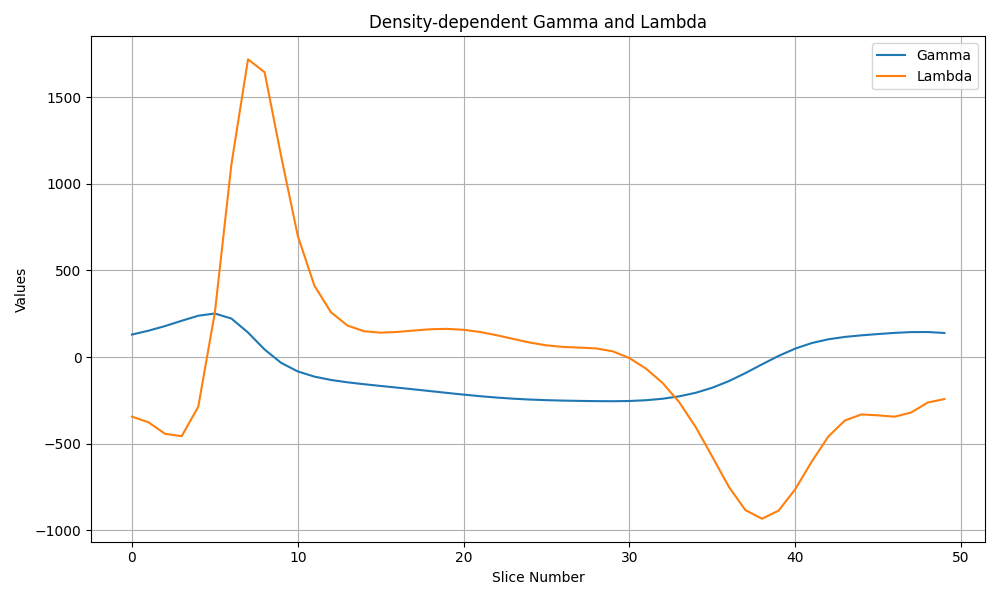 Density-dependent Gamma and Lambda
Gamma
Lambda
1500
1000
500
0
−500
−1000
Values
0 10 20 30 40 50
Slice Number